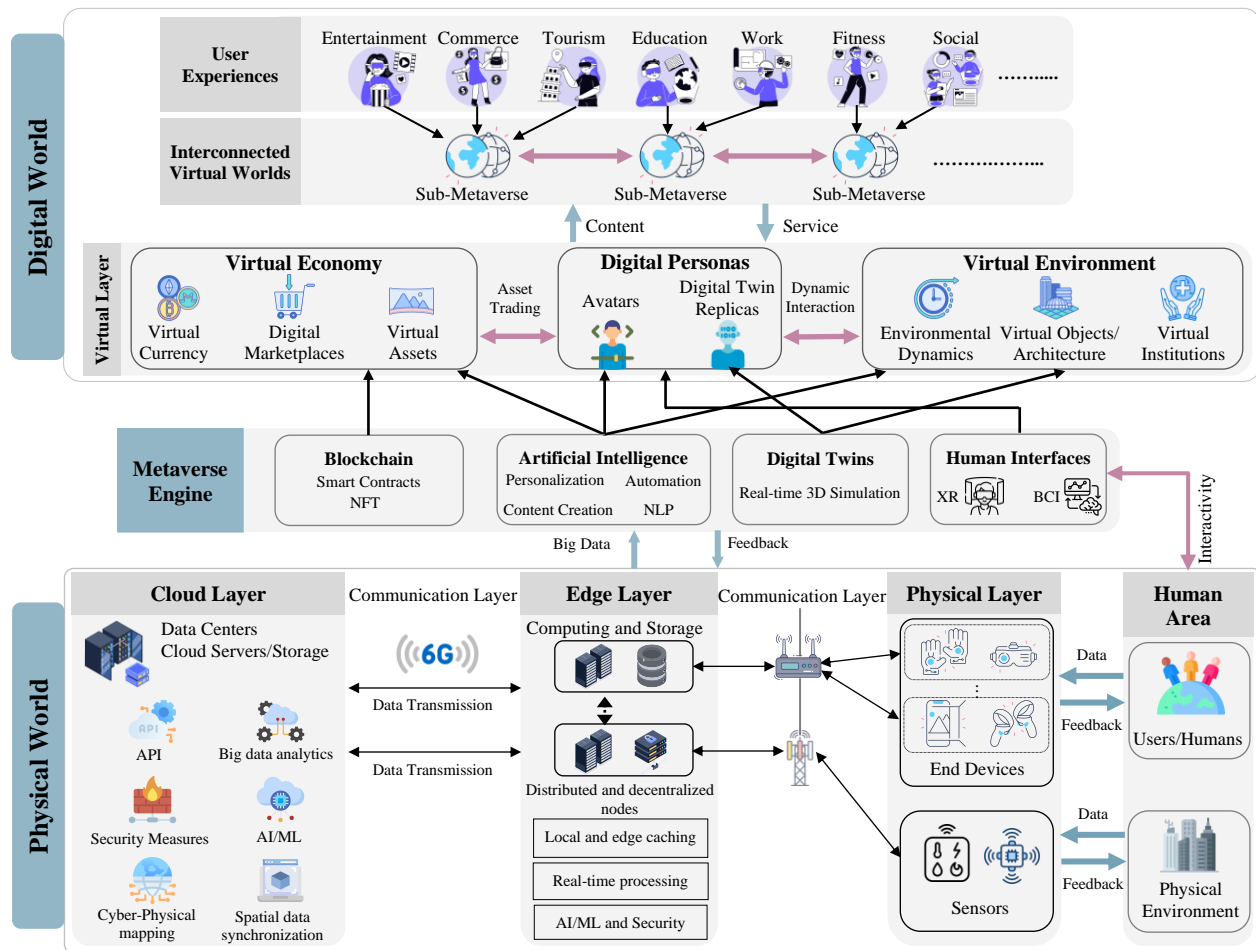 Digital World
User
Experiences
Entertainment
Commerce
Tourism
Education
Work
Fitness
Social
..............
Interconnected
Virtual Worlds
Sub-Metaverse
Sub-Metaverse
Sub-Metaverse
..................
Content
Service
Virtual Layer
Virtual Economy
Virtual
Currency
Digital
Marketplaces
Virtual
Assets
Asset
Trading
Digital Personas
Avatars
Digital Twin
Replicas
Dynamic
Interaction
Virtual Environment
Environmental
Dynamics
Virtual Objects/
Architecture
Virtual
Institutions
Metaverse
Engine
Blockchain
Smart Contracts
NFT
Artificial Intelligence
Personalization
Automation
Content Creation
NLP
Digital Twins
Real-time 3D Simulation
Human Interfaces
XR
BCI
Interactivity
Big Data
Feedback
Physical World
Cloud Layer
Data Centers
Cloud Servers/Storage
API
API
Big data analytics
Security Measures
AI/ML
Cyber-Physical
mapping
Spatial data
synchronization
Communication Layer
6G
Data Transmission
Data Transmission
Edge Layer
Computing and Storage
Distributed and decentralized
nodes
Local and edge caching
Real-time processing
AI/ML and Security
Communication Layer
Physical Layer
End Devices
Sensors
Data
Feedback
Data
Feedback
Human
Area
Users/Humans
Physical
Environment